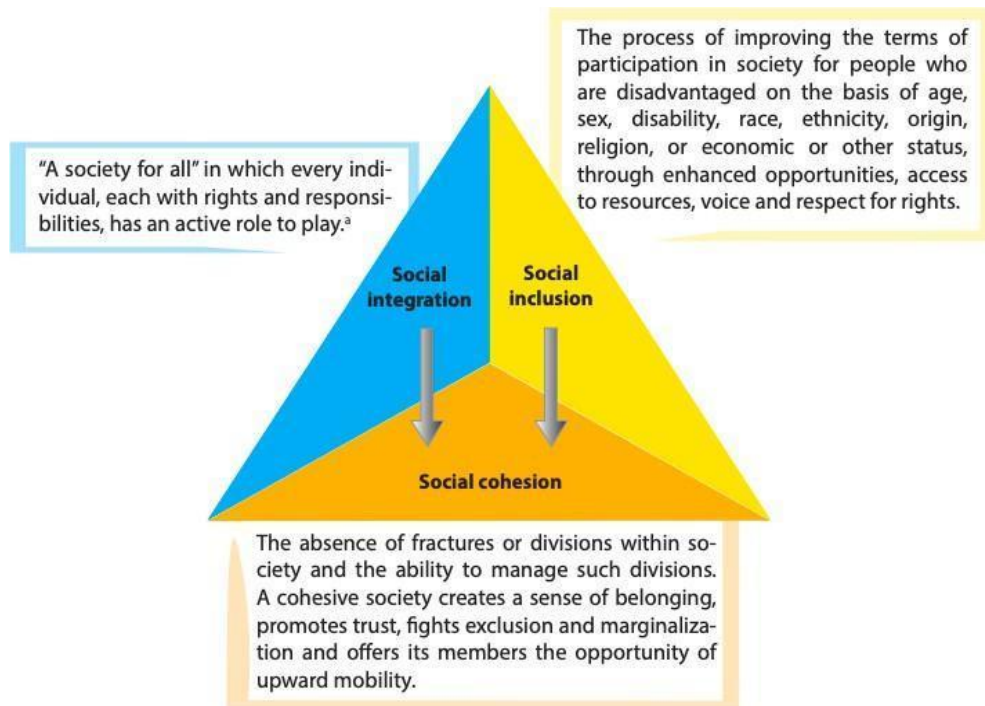 The process of improving the terms of
participation in society for people who
are disadvantaged on the basis of age,
sex, disability, race, ethnicity, origin,
religion, or economic or other status,
through enhanced opportunities, access
to resources, voice and respect for rights.
“A society for all” in which every indi-
vidual, each with rights and responsi-
bilities, has an active role to play.ᵃ
Social
integration
Social
inclusion
Social cohesion
The absence of fractures or divisions within so-
ciety and the ability to manage such divisions.
A cohesive society creates a sense of belonging,
promotes trust, fights exclusion and marginaliza-
tion and offers its members the opportunity of
upward mobility.